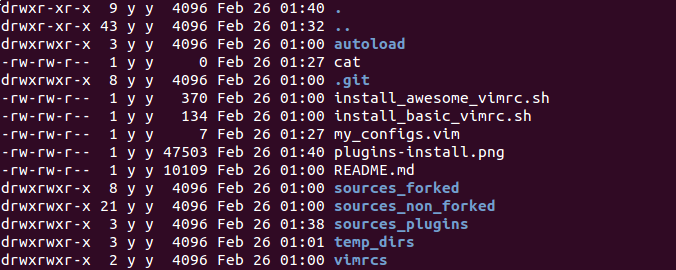 drwxr-xr-x  9 y y  4096 Feb 26 01:40 .
drwxr-xr-x 43 y y  4096 Feb 26 01:32 ..
drwxrwxr-x  3 y y  4096 Feb 26 01:00 autoload
-rw-rw-r--  1 y y     0 Feb 26 01:27 cat
drwxrwxr-x  8 y y  4096 Feb 26 01:00 .git
-rw-rw-r--  1 y y   370 Feb 26 01:00 install_awesome_vimrc.sh
-rw-rw-r--  1 y y   134 Feb 26 01:00 install_basic_vimrc.sh
-rw-rw-r--  1 y y     7 Feb 26 01:27 my_configs.vim
-rw-rw-r--  1 y y 47503 Feb 26 01:40 plugins-install.png
-rw-rw-r--  1 y y 10109 Feb 26 01:00 README.md
drwxrwxr-x  8 y y  4096 Feb 26 01:00 sources_forked
drwxrwxr-x 21 y y  4096 Feb 26 01:00 sources_non_forked
drwxrwxr-x  3 y y  4096 Feb 26 01:38 sources_plugins
drwxrwxr-x  3 y y  4096 Feb 26 01:01 temp_dirs
drwxrwxr-x  2 y y  4096 Feb 26 01:00 vimrcs